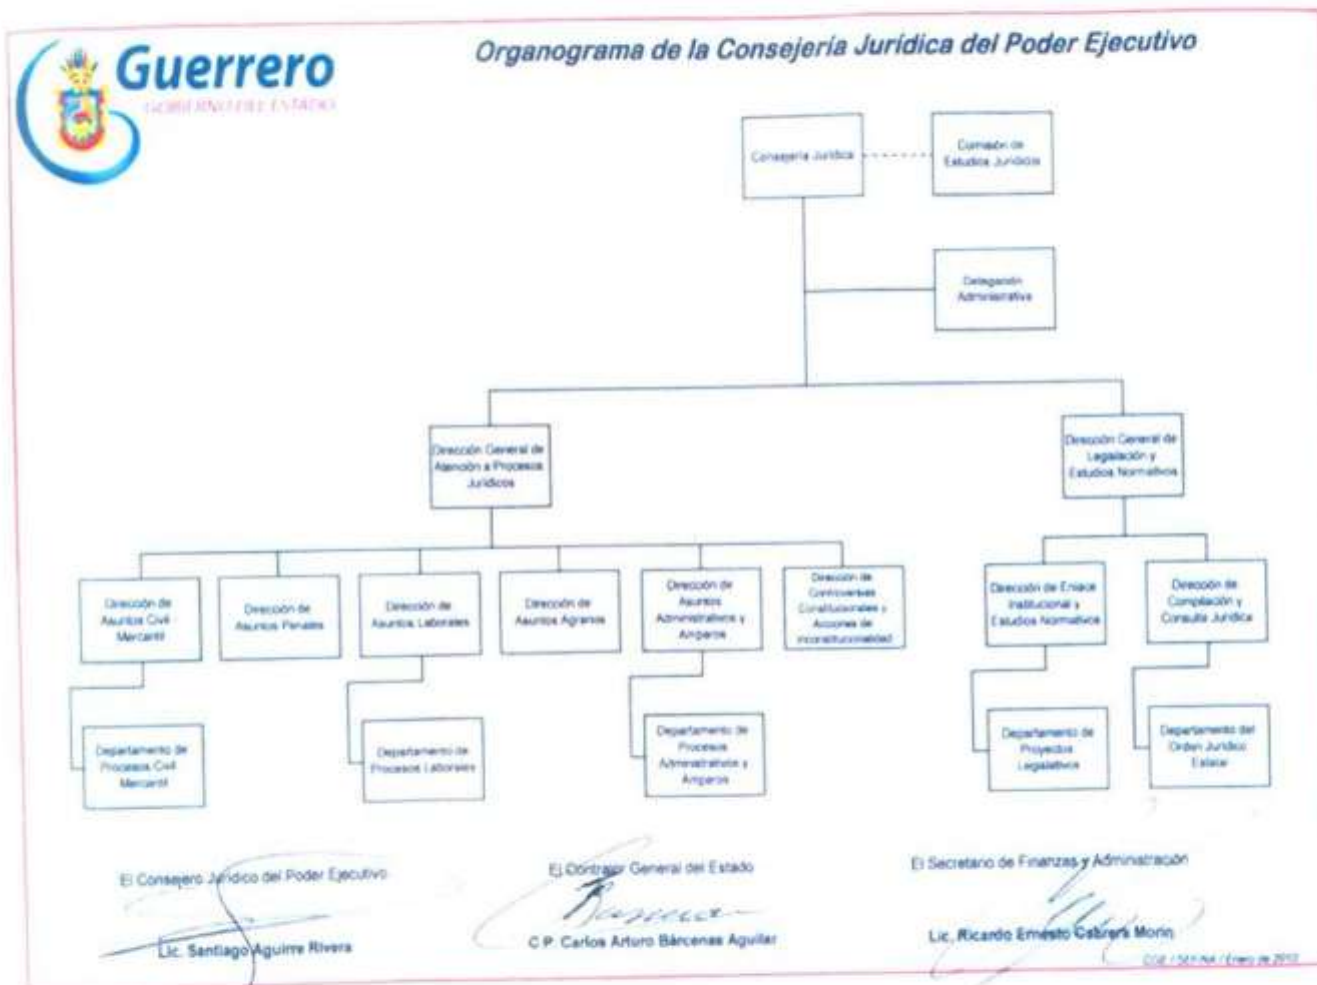 Guerrero
GOBIERNO DEL ESTADO
Organograma de la Consejería Jurídica del Poder Ejecutivo
Consejería Jurídica
Comisión de
Estudios Jurídicos
Delegación
Administrativa
Dirección General de
Atención a Procesos
Jurídicos
Dirección General de
Legislación y
Estudios Normativos
Dirección de
Asuntos Civil
Mercantil
Dirección de
Asuntos Penales
Dirección de
Asuntos Laborales
Dirección de
Asuntos Agrarios
Dirección de
Asuntos
Administrativos y
Amparos
Dirección de
Controversias
Constitucionales y
Acciones de
Inconstitucionalidad
Dirección de Enlace
Institucional y
Estudios Normativos
Dirección de
Compilación y
Consulta Jurídica
Departamento de
Procesos Civil
Mercantil
Departamento de
Procesos Laborales
Departamento de
Procesos
Administrativos y
Amparos
Departamento de
Proyectos
Legislativos
Departamento del
Orden Jurídico
Estatal
El Consejero Jurídico del Poder Ejecutivo
Lic. Santiago Aguirre Rivera
El Contralor General del Estado
C.P. Carlos Arturo Bárcenas Aguilar
El Secretario de Finanzas y Administración
Lic. Ricardo Ernesto Cabrera Morin
Enero de